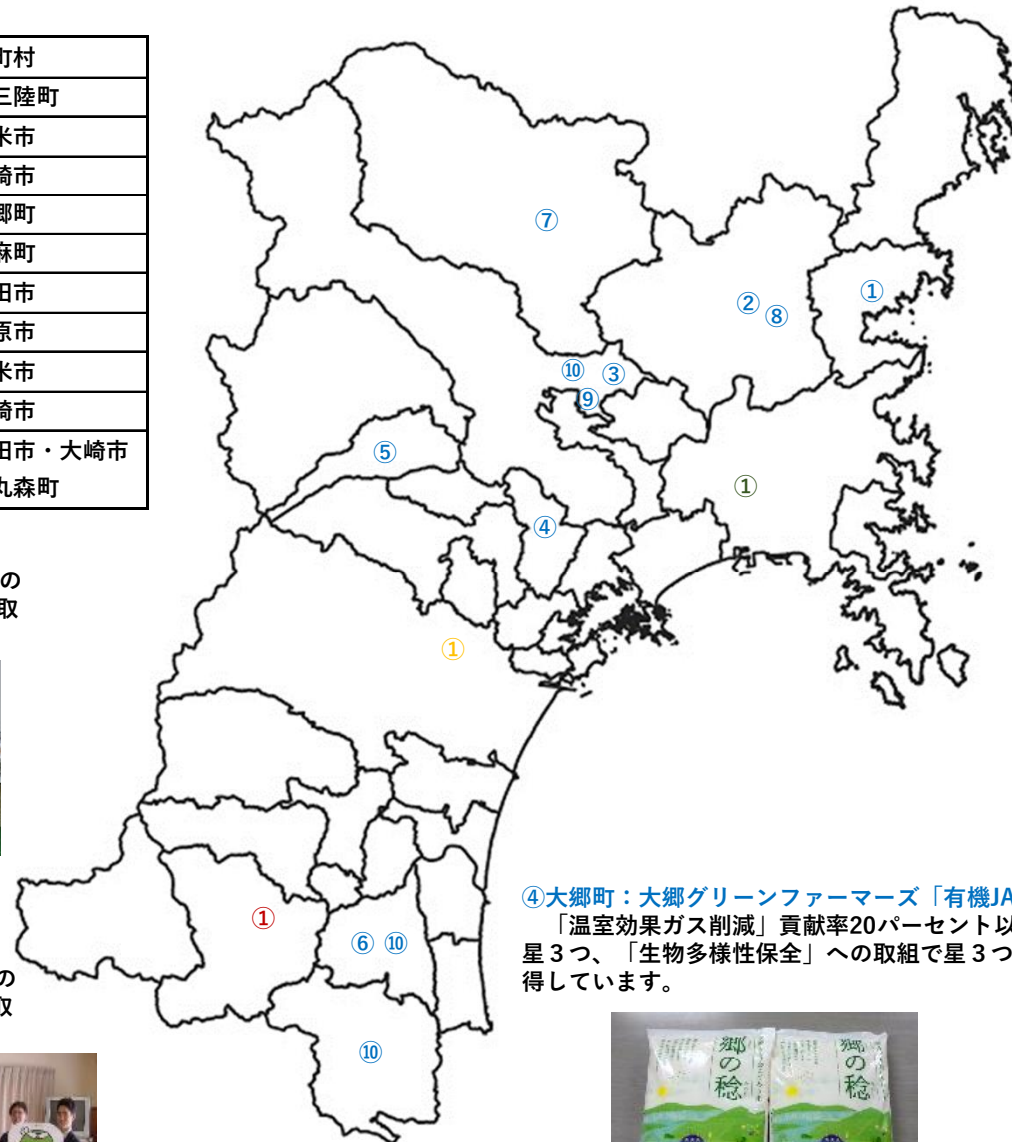 町村
三陸町
米市
崎市
郷町
麻町
田市
原市
米市
崎市
田市・大崎市
丸森町
の
取
の
取
⑦
①
②
⑧
⑩
③
⑨
⑤
①
④
①
①
⑥ ⑩
⑩
④大郷町：大郷グリーンファーマーズ「有機JA
「温室効果ガス削減」貢献率20パーセント以
星３つ、「生物多様性保全」への取組で星３つ
得しています。
郷の稔
郷の稔